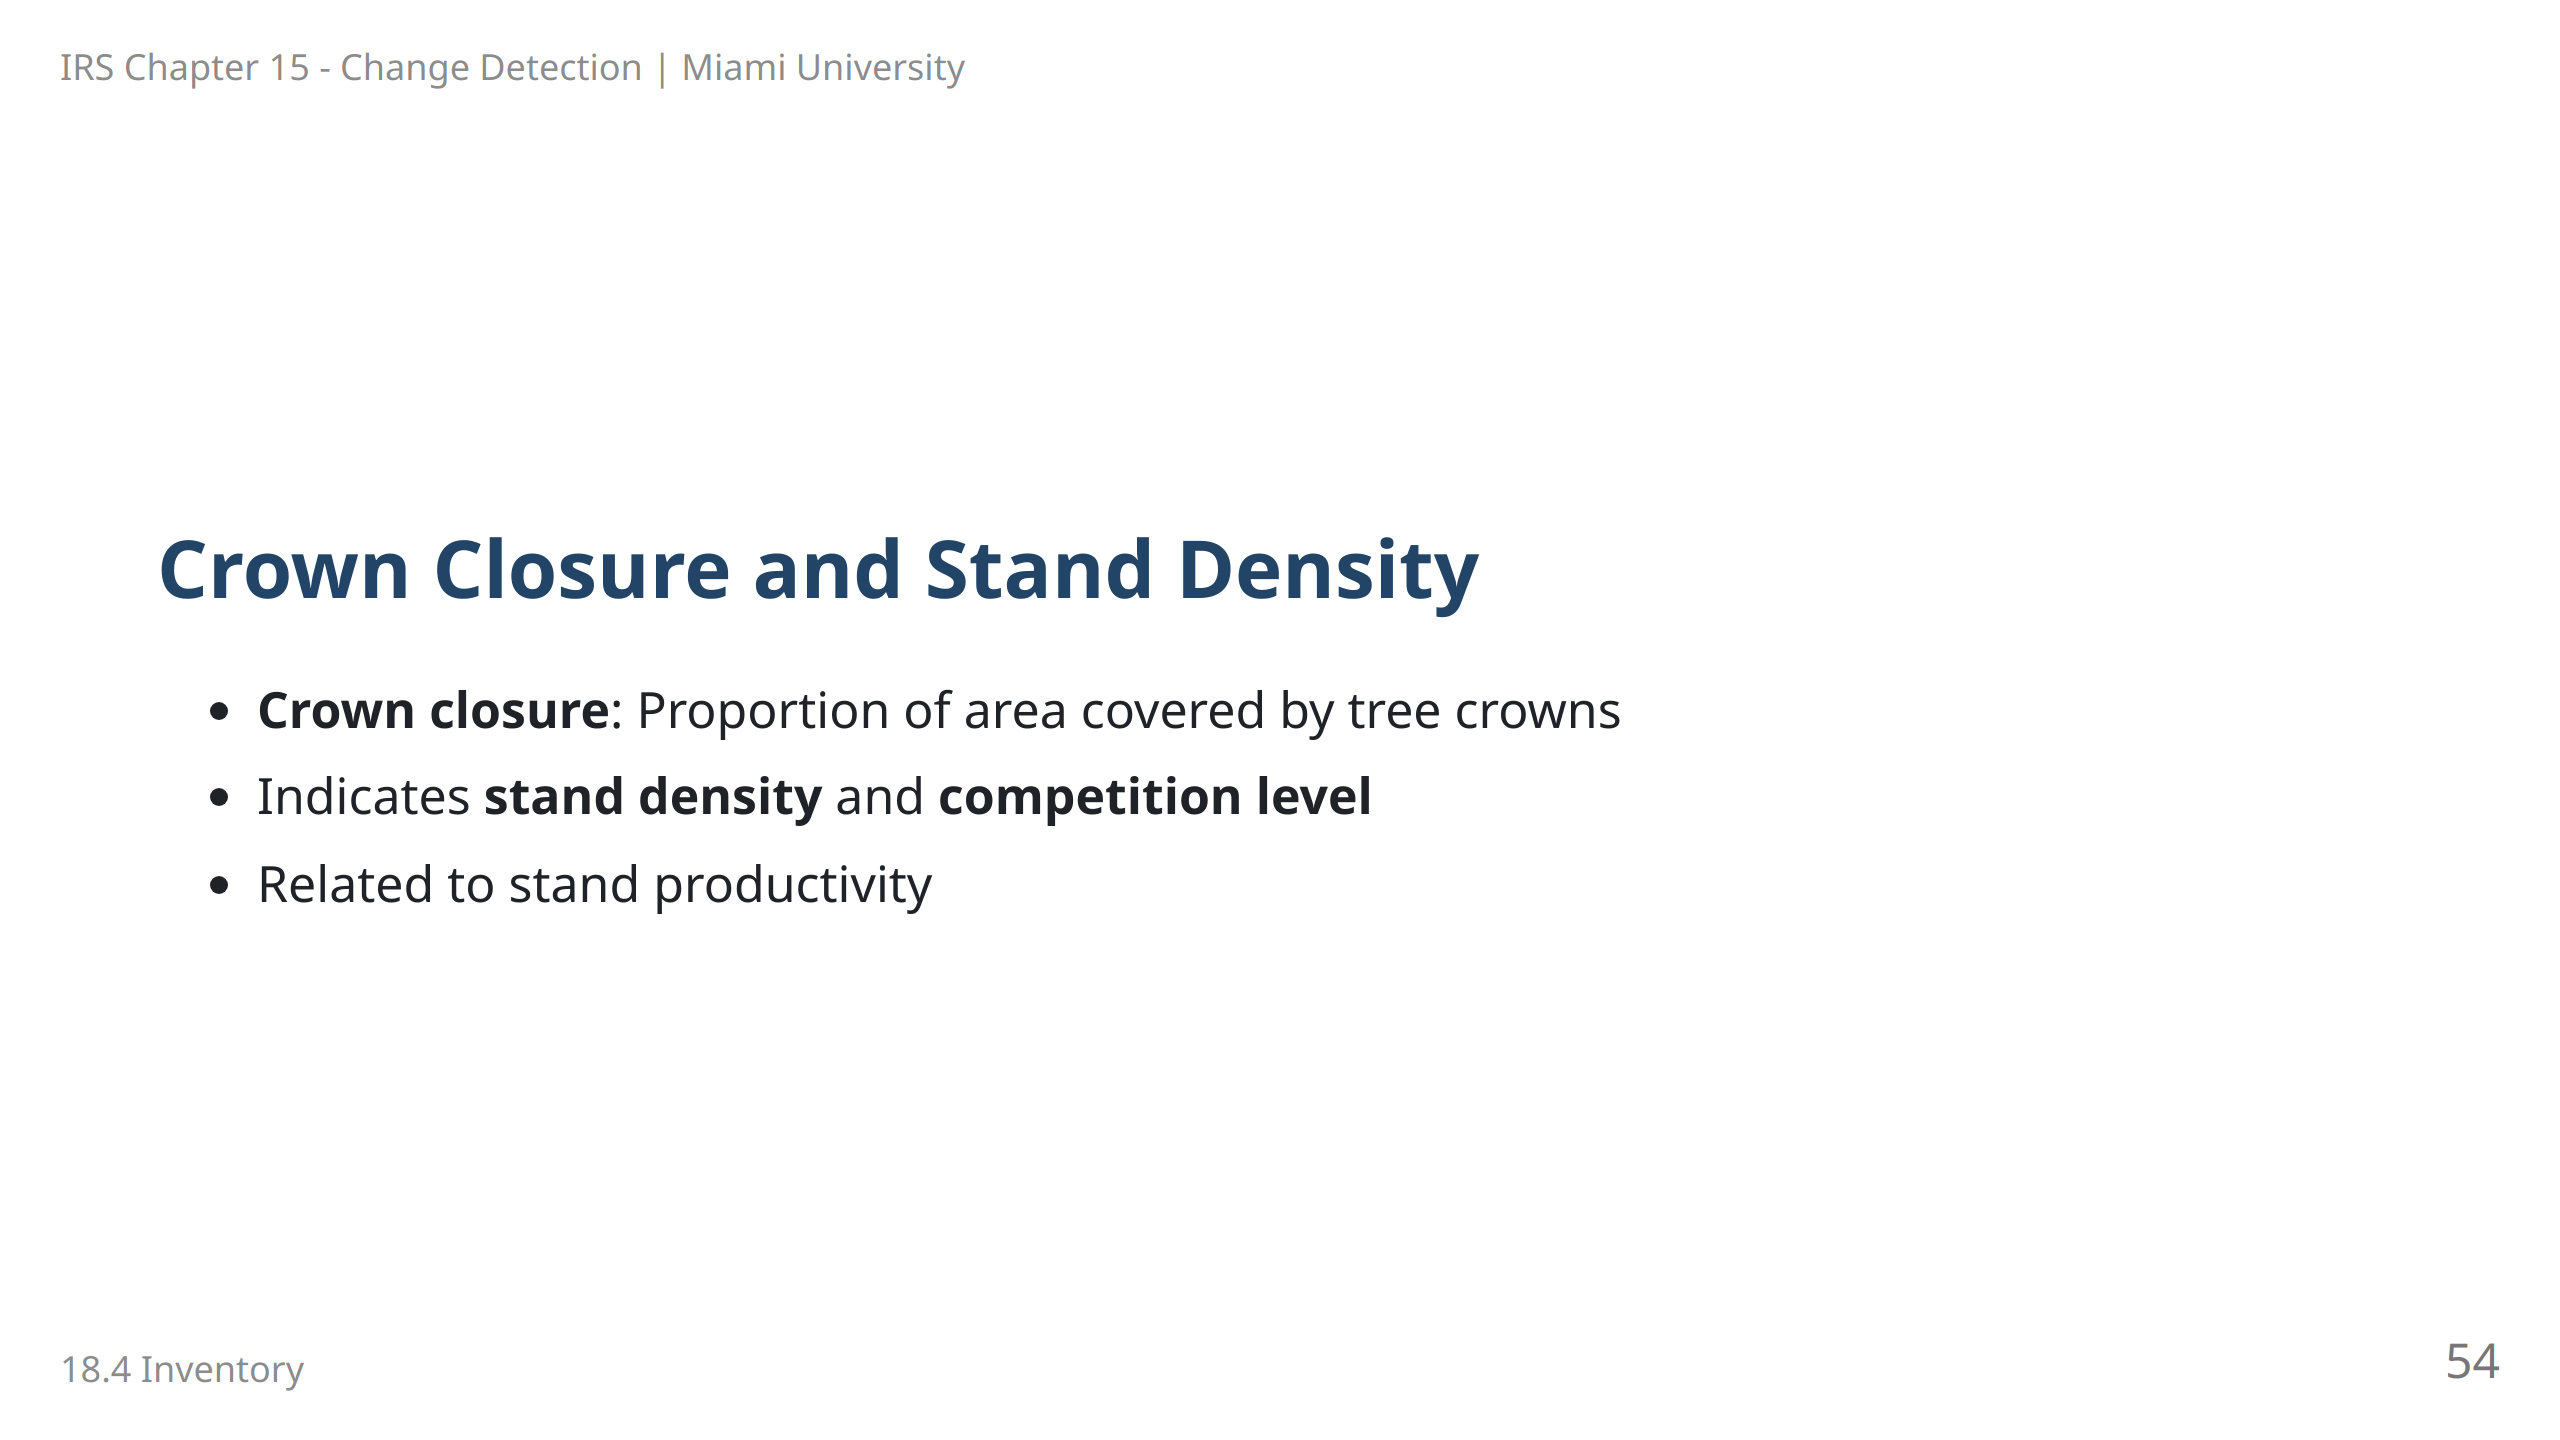 IRS Chapter 15 - Change Detection | Miami University
Crown Closure and Stand Density
• Crown closure: Proportion of area covered by tree crowns
• Indicates stand density and competition level
• Related to stand productivity
18.4 Inventory
54